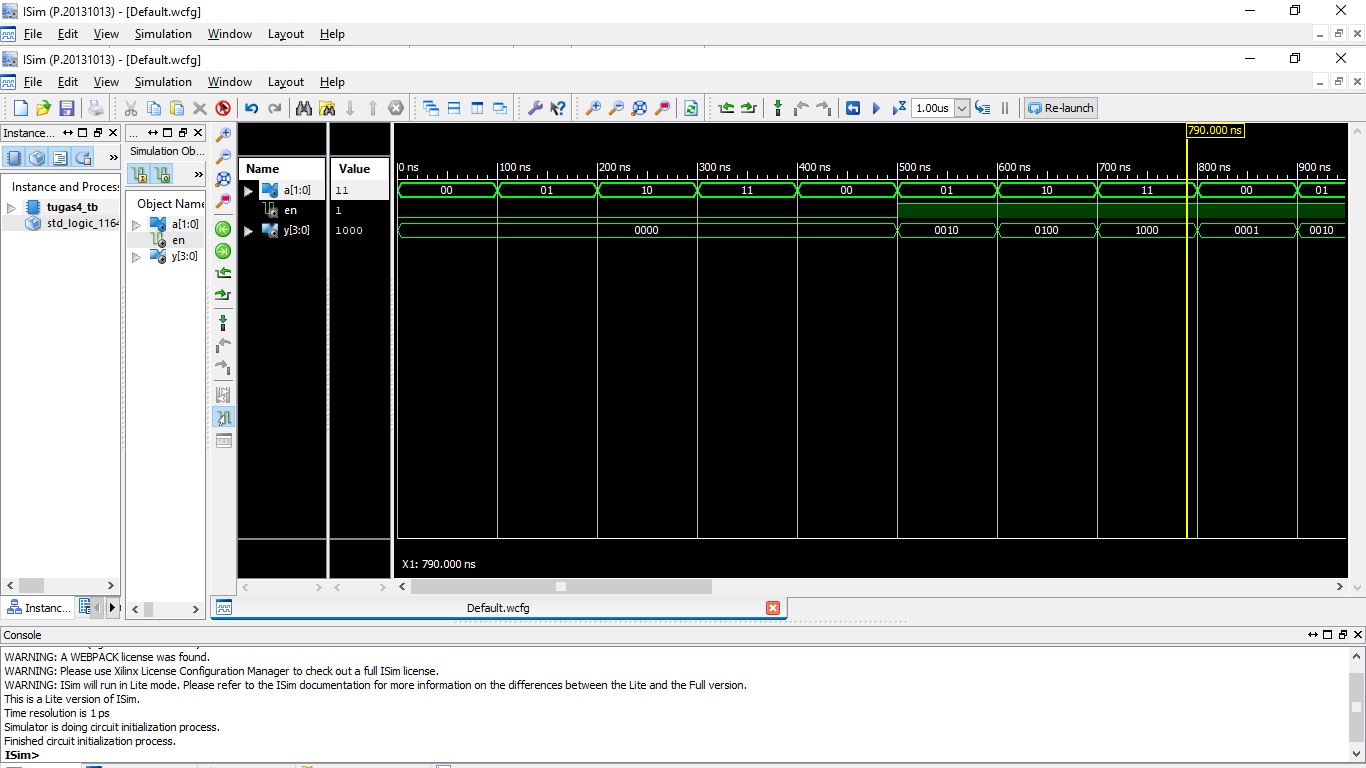 ISim (P.20131013) - [Default.wcfg]
File Edit View Simulation Window Layout Help
ISim (P.20131013) - [Default.wcfg]
File Edit View Simulation Window Layout Help
1.00us Re-launch
Instance...
Instance and Process
tugas4_tb
std_logic_1164
Instanc...
...
Simulation Ob...
Object Name
a[1:0]
en
y[3:0]
790.000 ns
Name Value
0 ns 100 ns 200 ns 300 ns 400 ns 500 ns 600 ns 700 ns 800 ns 900 ns
a[1:0] 11 00 01 10 11 00 01 10 11 00 01
en 1
y[3:0] 1000 0000 0010 0100 1000 0001 0010
X1: 790.000 ns
Default.wcfg
Console
WARNING: A WEBPACK license was found.
WARNING: Please use Xilinx License Configuration Manager to check out a full ISim license.
WARNING: ISim will run in Lite mode. Please refer to the ISim documentation for more information on the differences between the Lite and the Full version.
This is a Lite version of ISim.
Time resolution is 1 ps
Simulator is doing circuit initialization process.
Finished circuit initialization process.
ISim>